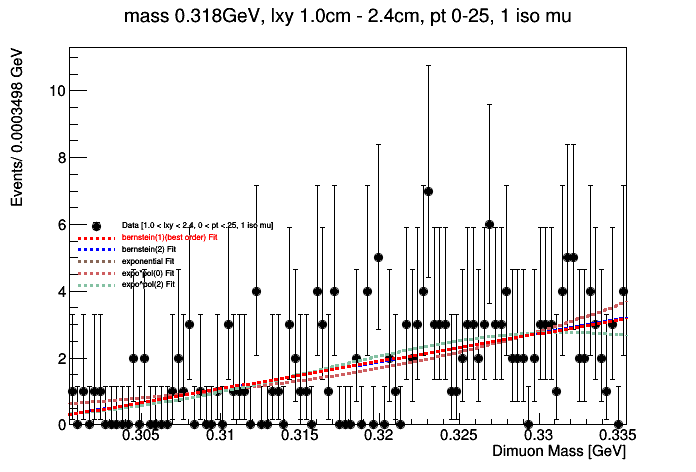 mass 0.318GeV, lxy 1.0cm - 2.4cm, pt 0-25, 1 iso mu
Events/ 0.0003498 GeV
10
8
6
4
2
0
Data [1.0 < lxy < 2.4, 0 < pt < 25, 1 iso mu]
bernstein(1)(best order) Fit
bernstein(2) Fit
exponential Fit
expo*pol(0) Fit
expo*pol(2) Fit
0.305 0.31 0.315 0.32 0.325 0.33 0.335
Dimuon Mass [GeV]